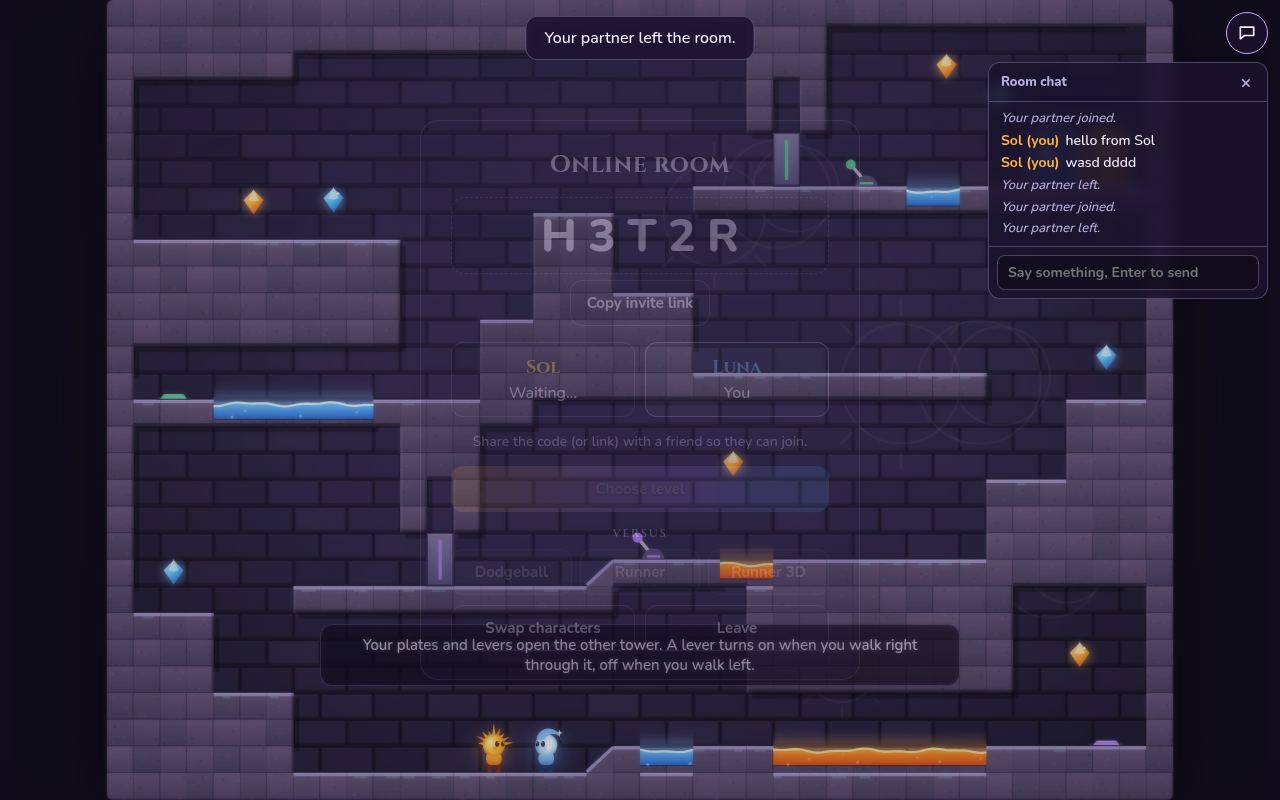 Your partner left the room.
Room chat
Your partner joined.
Sol (you) hello from Sol
Sol (you) wasd dddd
Your partner left.
Your partner joined.
Your partner left.
Say something, Enter to send
Online room
H3T2R
Copy invite link
Sol
Waiting...
Luna
You
Share the code (or link) with a friend so they can join.
Choose level
VERSUS
Dodgeball
Runner
Runner 3D
Swap characters
Leave
Your plates and levers open the other tower. A lever turns on when you walk right
through it, off when you walk left.